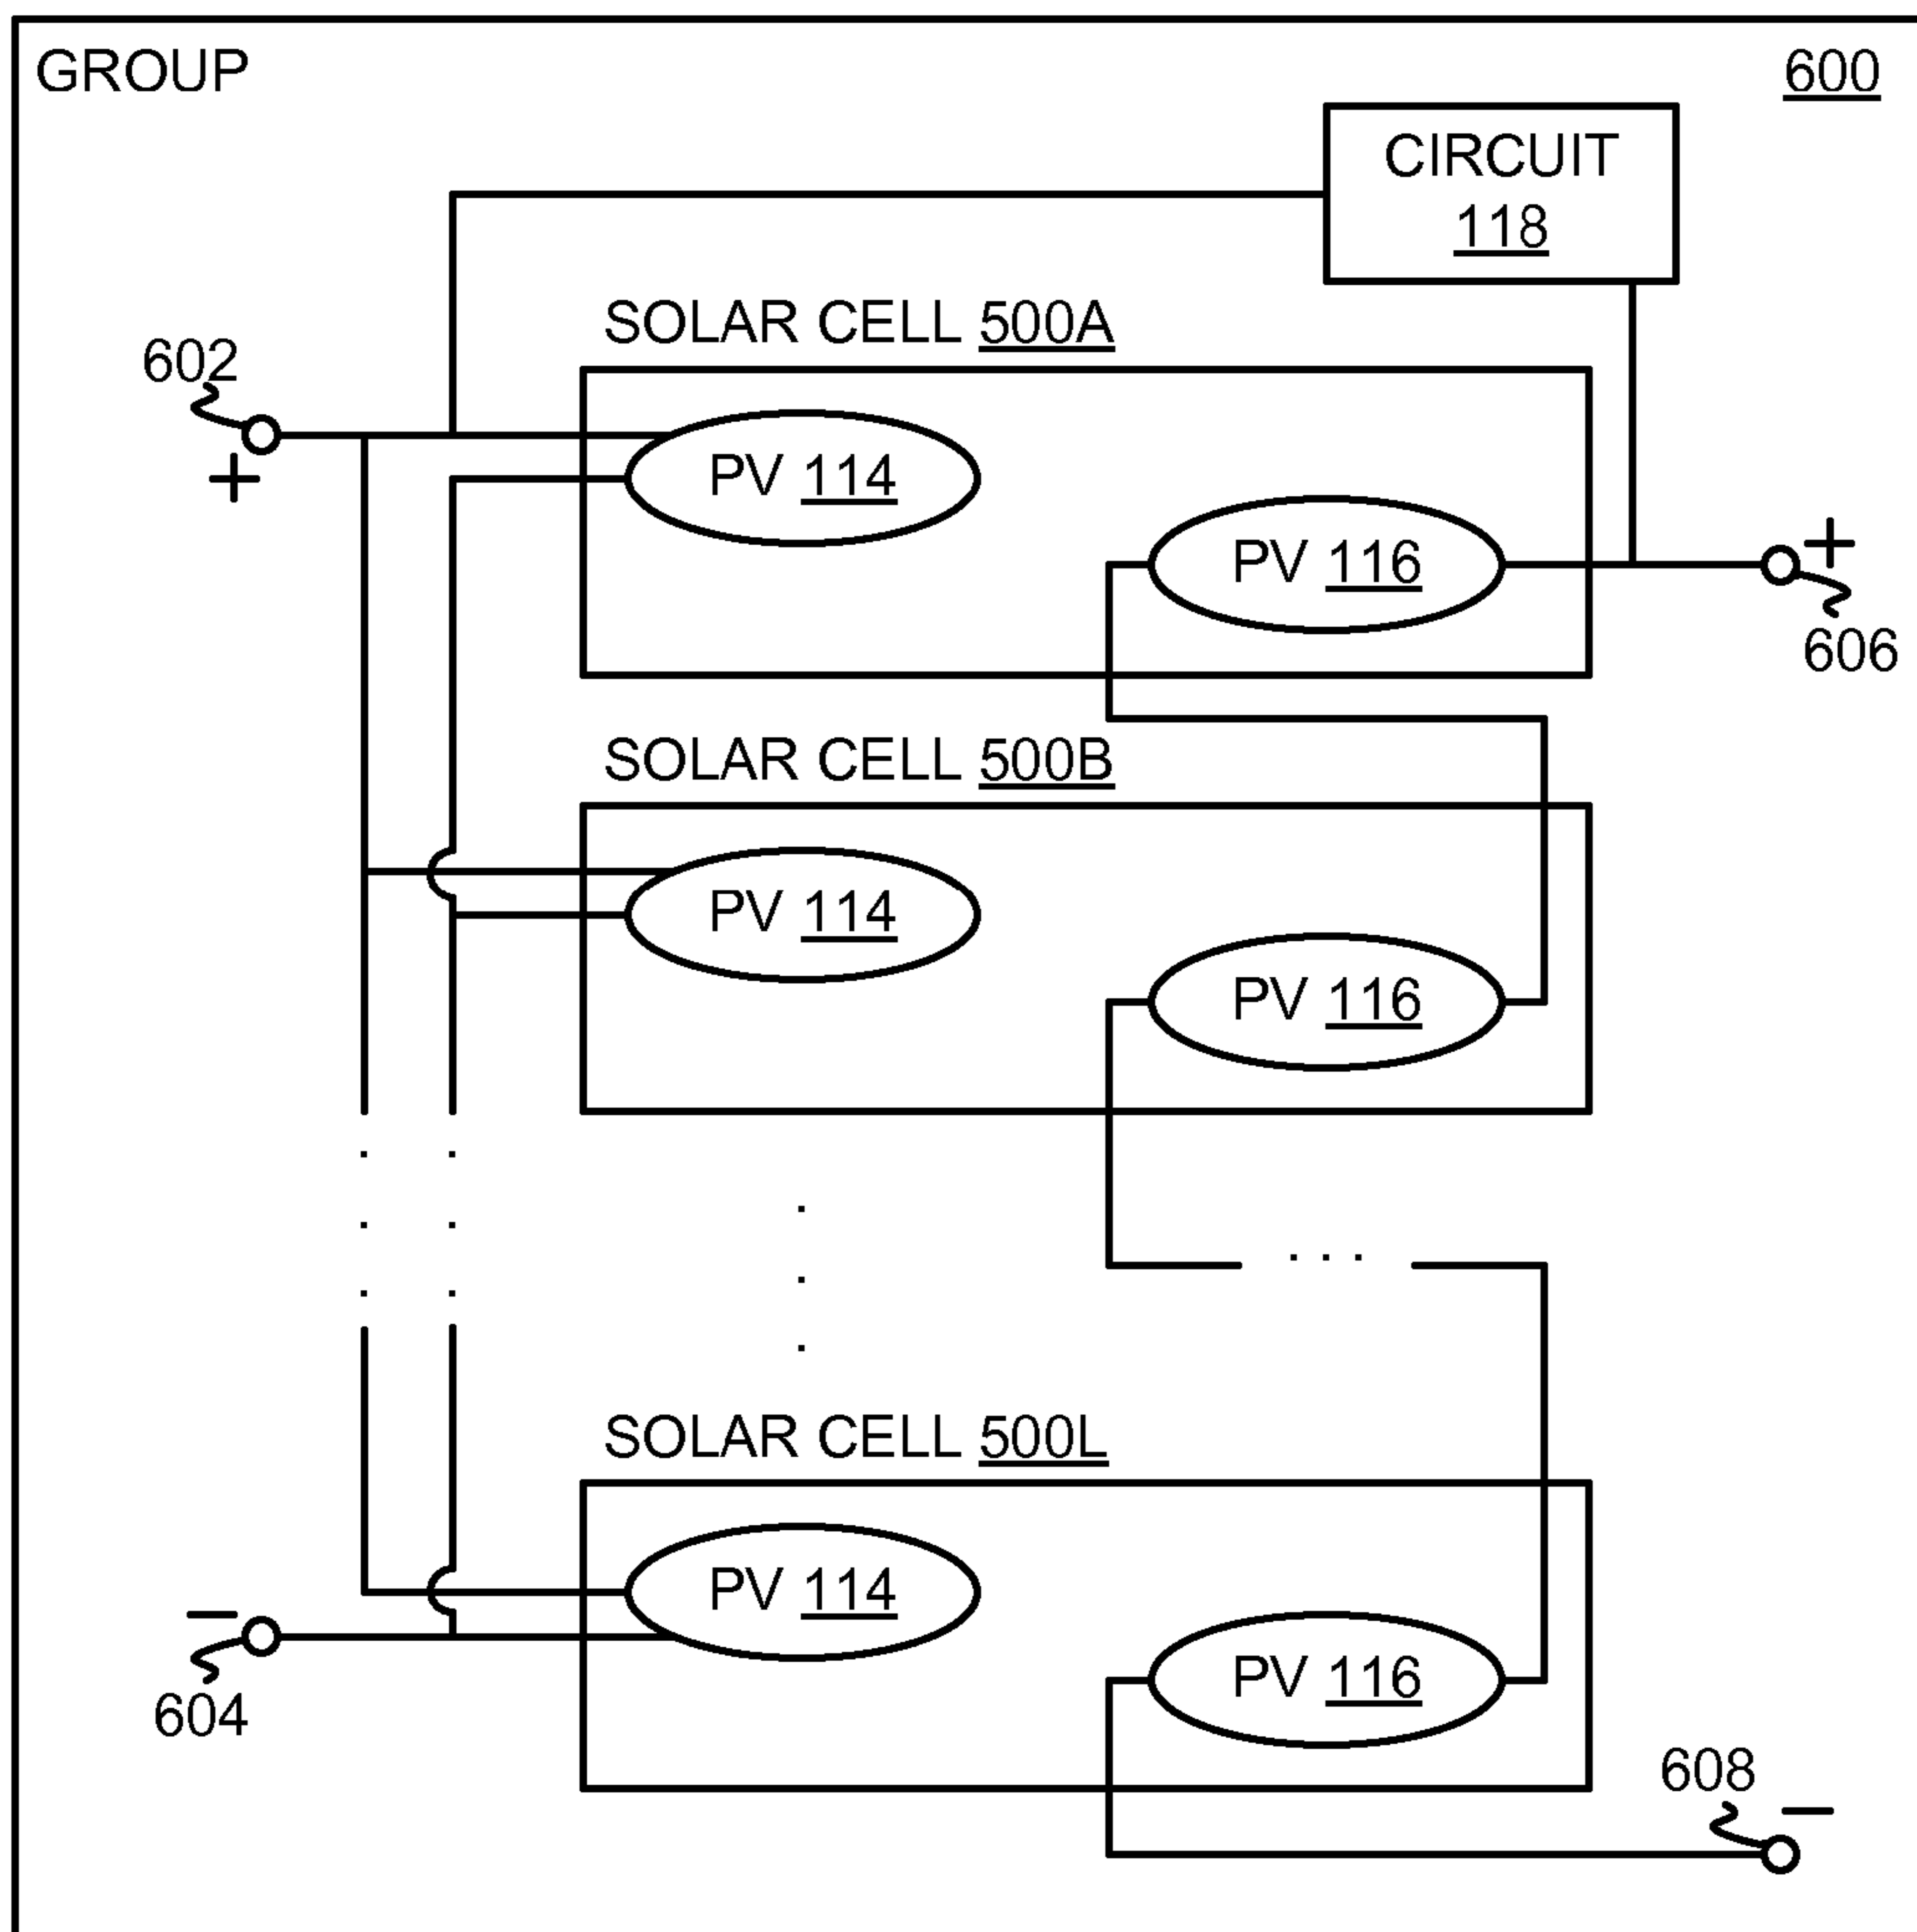 GROUP 600
CIRCUIT
118
SOLAR CELL 500A
602
+
PV 114
PV 116
+
606
SOLAR CELL 500B
PV 114
PV 116
. . .
SOLAR CELL 500L
PV 114
PV 116
−
604
608
−